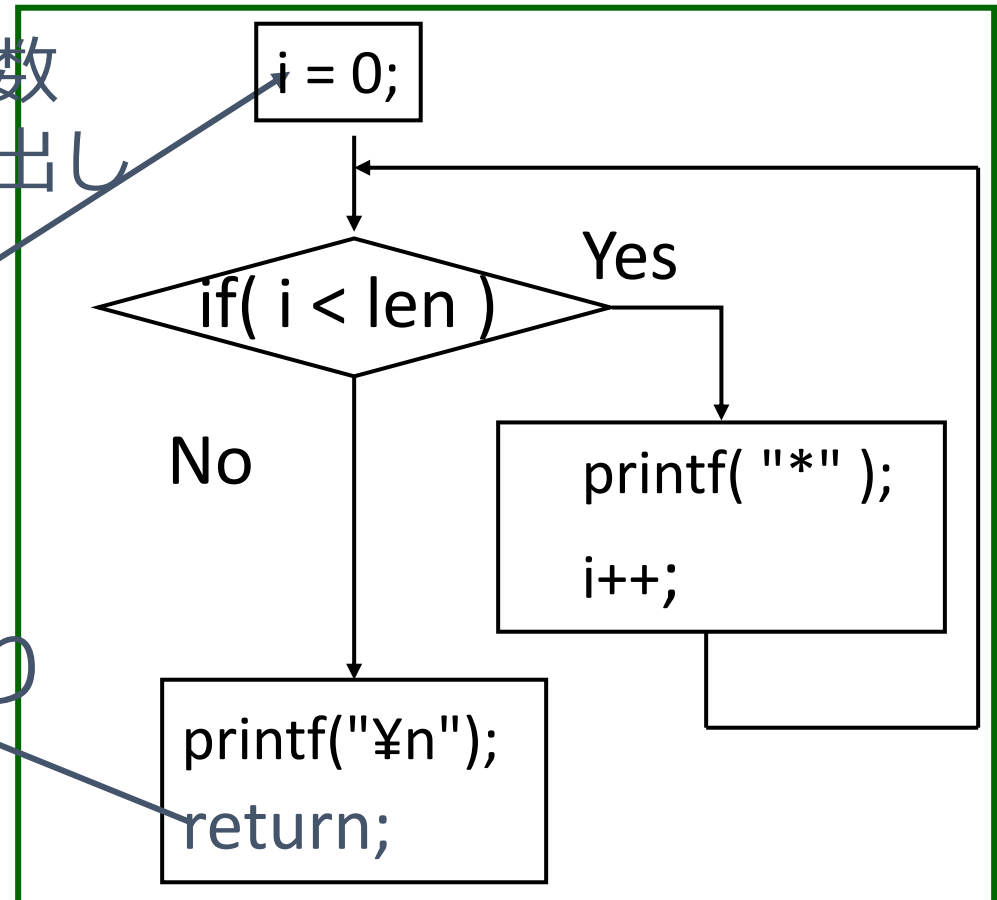 数
出し
i = 0;
if( i < len )
Yes
No
printf( "*" );
i++;
printf("¥n");
return;